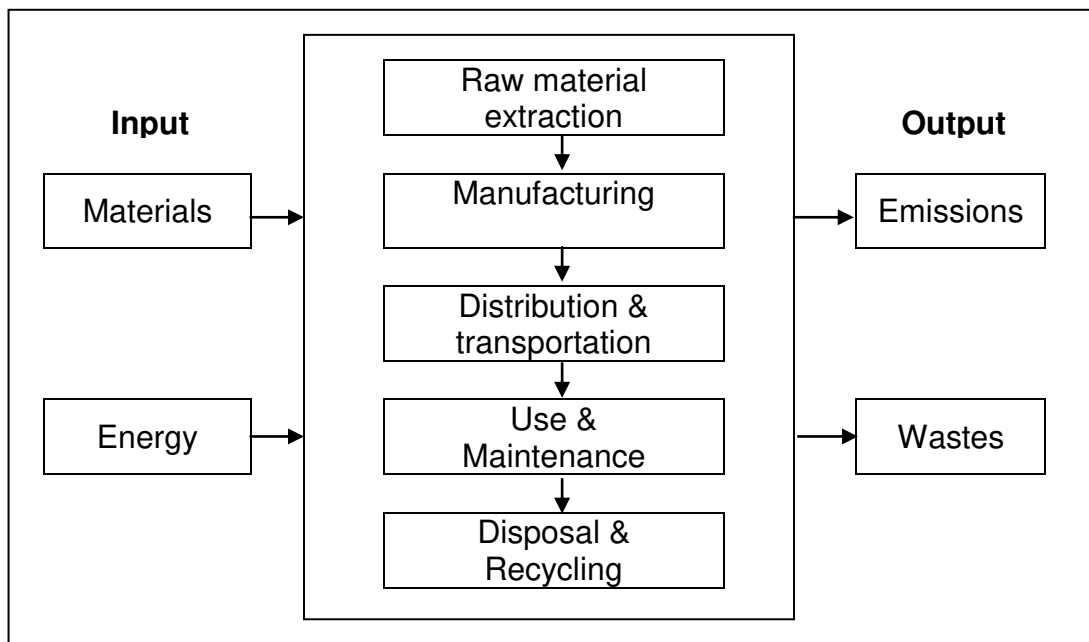 Input
Materials
Energy
Raw material
extraction
Manufacturing
Distribution &
transportation
Use &
Maintenance
Disposal &
Recycling
Output
Emissions
Wastes